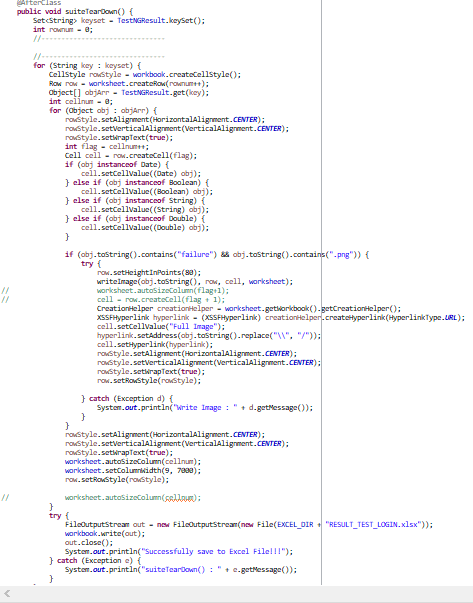 @AfterClass
public void suiteTearDown() {
Set<String> keyset = TestNGResult.keySet();
int rownum = 0;
//-------------------------------
//-------------------------------
for (String key : keyset) {
CellStyle rowStyle = workbook.createCellStyle();
Row row = worksheet.createRow(rownum++);
Object[] objArr = TestNGResult.get(key);
int cellnum = 0;
for (Object obj : objArr) {
rowStyle.setAlignment(HorizontalAlignment.CENTER);
rowStyle.setVerticalAlignment(VerticalAlignment.CENTER);
rowStyle.setWrapText(true);
int flag = cellnum++;
Cell cell = row.createCell(flag);
if (obj instanceof Date) {
cell.setCellValue((Date) obj);
} else if (obj instanceof Boolean) {
cell.setCellValue((Boolean) obj);
} else if (obj instanceof String) {
cell.setCellValue((String) obj);
} else if (obj instanceof Double) {
cell.setCellValue((Double) obj);
}
if (obj.toString().contains("failure") && obj.toString().contains(".png")) {
try {
row.setHeightInPoints(80);
writeImage(obj.toString(), row, cell, worksheet);
// worksheet.autoSizeColumn(flag+1);
// cell = row.createCell(flag + 1);
CreationHelper creationHelper = worksheet.getWorkbook().getCreationHelper();
XSSFHyperlink hyperlink = (XSSFHyperlink) creationHelper.createHyperlink(HyperlinkType.URL);
cell.setCellValue("Full Image");
hyperlink.setAddress(obj.toString().replace("\\", "/"));
cell.setHyperlink(hyperlink);
rowStyle.setAlignment(HorizontalAlignment.CENTER);
rowStyle.setVerticalAlignment(VerticalAlignment.CENTER);
rowStyle.setWrapText(true);
row.setRowStyle(rowStyle);
} catch (Exception d) {
System.out.println("Write Image : " + d.getMessage());
}
}
rowStyle.setAlignment(HorizontalAlignment.CENTER);
rowStyle.setVerticalAlignment(VerticalAlignment.CENTER);
rowStyle.setWrapText(true);
worksheet.autoSizeColumn(cellnum);
worksheet.setColumnWidth(9, 7000);
row.setRowStyle(rowStyle);
// worksheet.autoSizeColumn(cellnum);
}
try {
FileOutputStream out = new FileOutputStream(new File(EXCEL_DIR + "RESULT_TEST_LOGIN.xlsx"));
workbook.write(out);
out.close();
System.out.println("Successfully save to Excel File!!!");
} catch (Exception e) {
System.out.println("suiteTearDown() : " + e.getMessage());
}